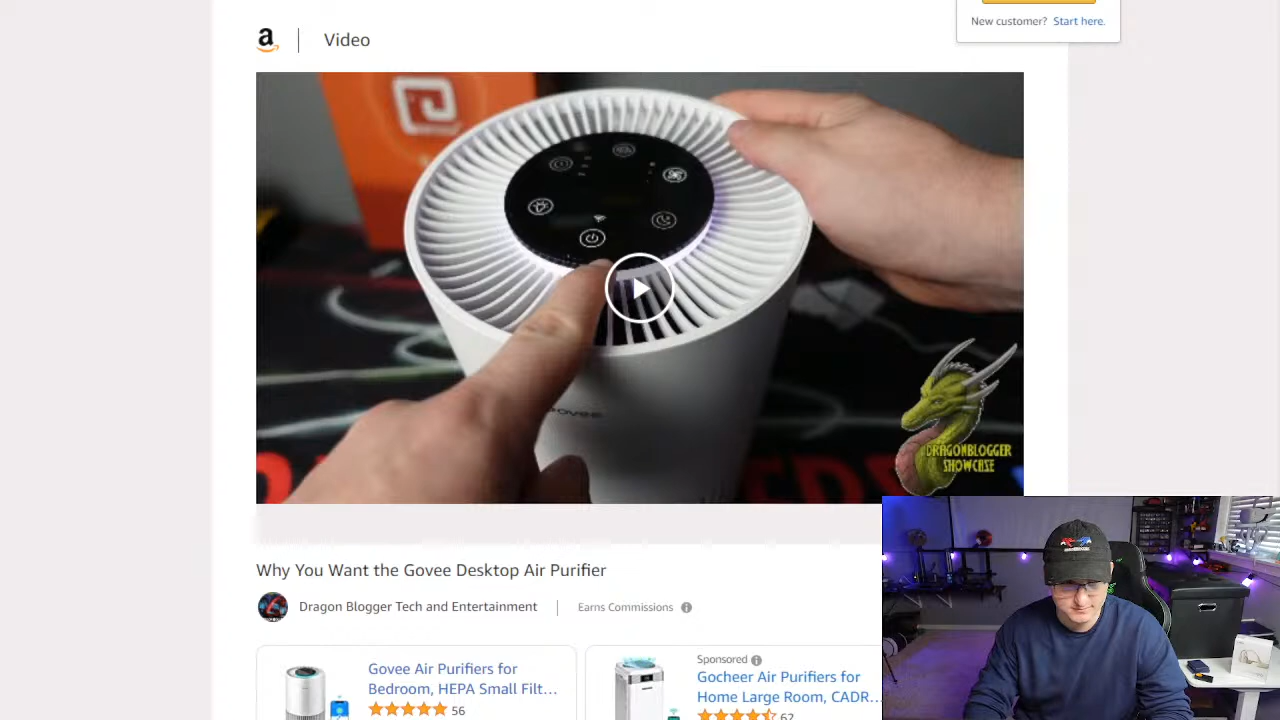 New customer? Start here.
a
Video
DRAGONBLOGGER
SHOWCASE
Why You Want the Govee Desktop Air Purifier
Dragon Blogger Tech and Entertainment
Earns Commissions
Govee Air Purifiers for
Bedroom, HEPA Small Filt...
56
Sponsored
Gocheer Air Purifiers for
Home Large Room, CADR...
62